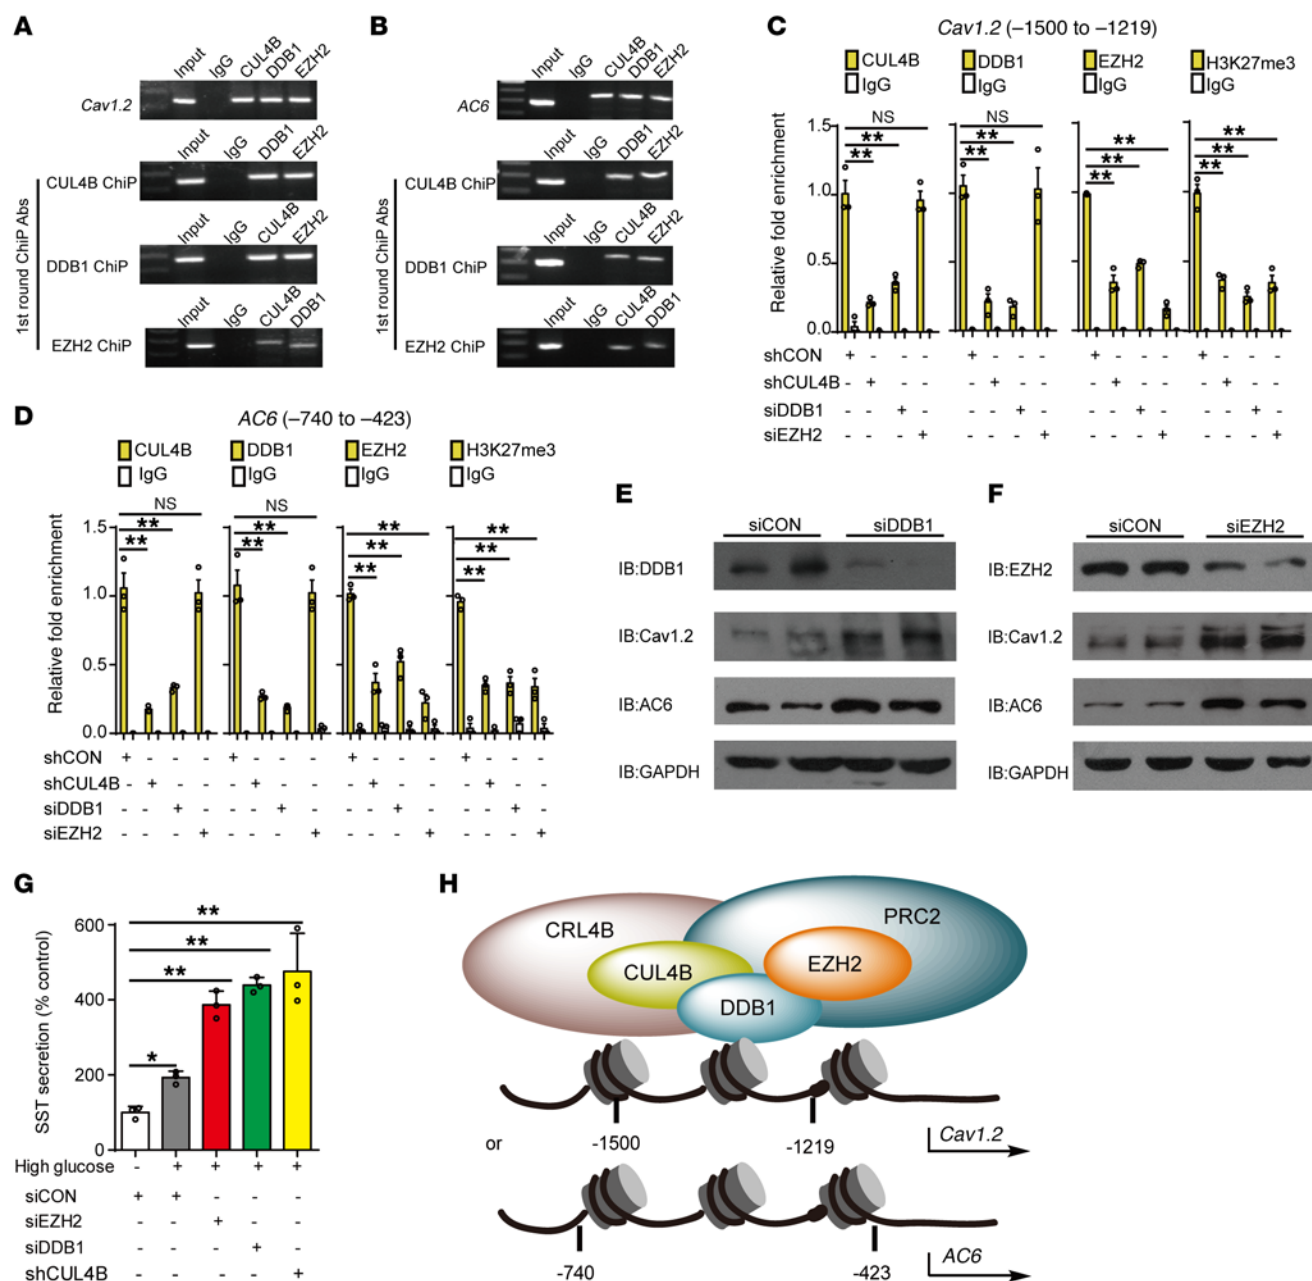 A
Input IgG CUL4B DDB1 EZH2
Cav1.2
Input IgG DDB1 EZH2
CUL4B ChiP
Input IgG CUL4B EZH2
DDB1 ChiP
Input IgG CUL4B DDB1
EZH2 ChiP
1st round ChiP Abs
B
Input IgG CUL4B DDB1 EZH2
AC6
Input IgG DDB1 EZH2
CUL4B ChiP
Input IgG CUL4B EZH2
DDB1 ChiP
Input IgG CUL4B DDB1
EZH2 ChiP
1st round ChiP Abs
C
Cav1.2 (–1500 to –1219)
CUL4B DDB1 EZH2 H3K27me3
IgG IgG IgG IgG
NS NS
** ** ** **
** ** ** **
** **
Relative fold enrichment
1.5
1.0
0.5
0.0
shCON + - - - + - - - + - - - + - - -
shCUL4B - + - - - + - - - + - - - + - -
siDDB1 - - + - - - + - - - + - - - + -
siEZH2 - - - + - - - + - - - + - - - +
D
AC6 (–740 to –423)
CUL4B DDB1 EZH2 H3K27me3
IgG IgG IgG IgG
NS NS
** ** ** **
** ** ** **
** **
Relative fold enrichment
1.5
1.0
0.5
0.0
shCON + - - - + - - - + - - - + - - -
shCUL4B - + - - - + - - - + - - - + - -
siDDB1 - - + - - - + - - - + - - - + -
siEZH2 - - - + - - - + - - - + - - - +
E
siCON siDDB1
IB:DDB1
IB:Cav1.2
IB:AC6
IB:GAPDH
F
siCON siEZH2
IB:EZH2
IB:Cav1.2
IB:AC6
IB:GAPDH
G
SST secretion (% control)
600
400
200
0
**
**
**
*
High glucose - + + + +
siCON + + - - -
siEZH2 - - + - -
siDDB1 - - - + -
shCUL4B - - - - +
H
CRL4B PRC2
CUL4B EZH2
DDB1
or -1500 -1219 Cav1.2
-740 -423 AC6